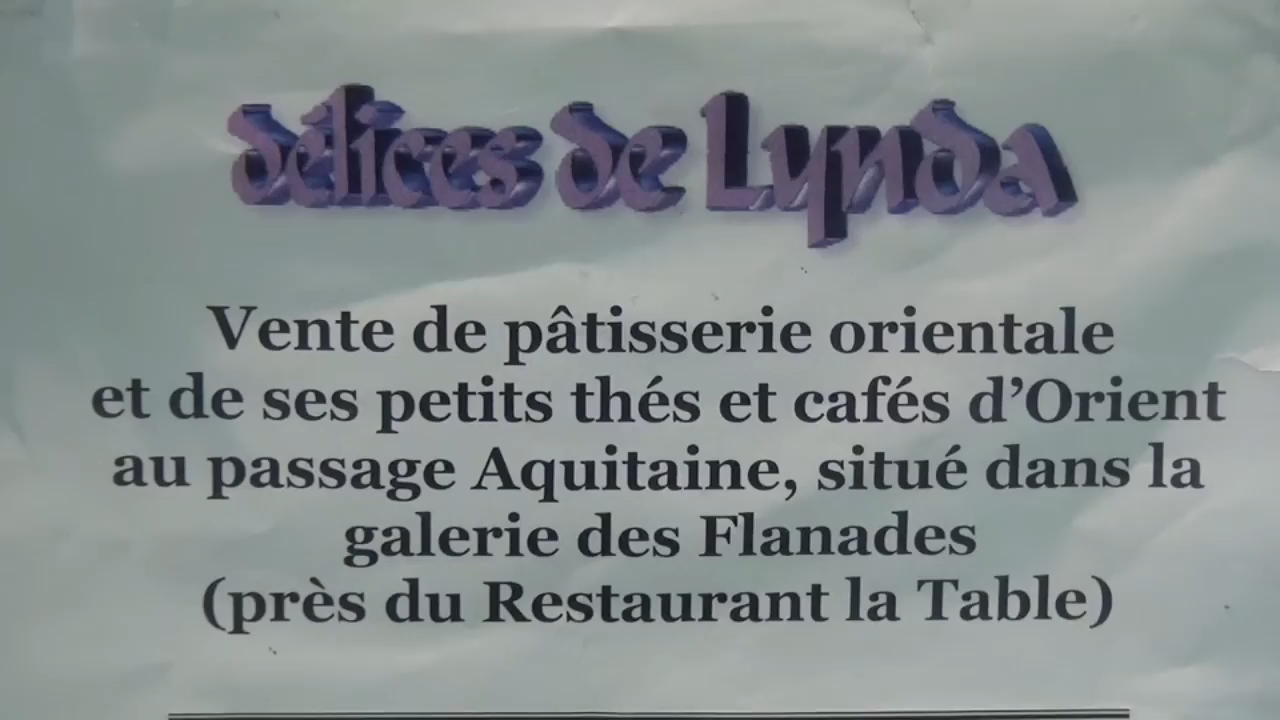 délices de Lynda
Vente de pâtisserie orientale
et de ses petits thés et cafés d’Orient
au passage Aquitaine, situé dans la
galerie des Flanades
(près du Restaurant la Table)